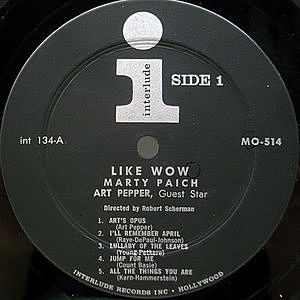 interlude
SIDE 1
int 134-A
MO-514
LIKE WOW
MARTY PAICH
ART PEPPER, Guest Star
Directed by Robert Scherman
1. ART'S OPUS
(Art Pepper)
2. I'LL REMEMBER APRIL
(Raye-DePaul-Johnson)
3. LULLABY OF THE LEAVES
(Young-Petkere)
4. JUMP FOR ME
(Count Basie)
5. ALL THE THINGS YOU ARE
(Kern-Hammerstein)
INTERLUDE RECORDS INC • HOLLYWOOD